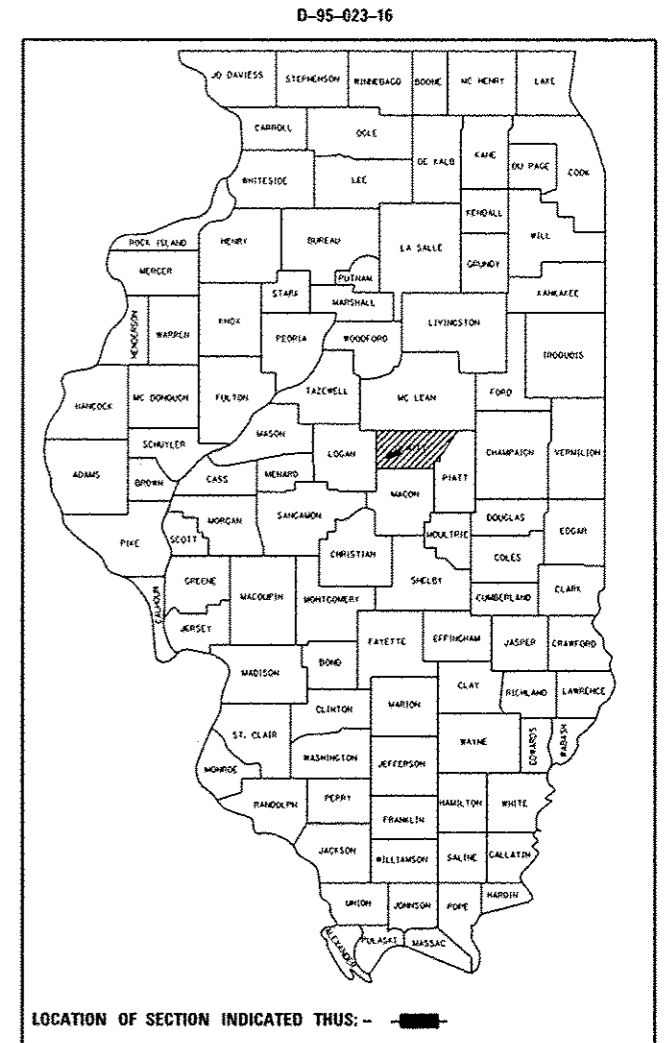 D-95-023-16
JO DAVIESS STEPHENSON WINNEBAGO BOONE MC HENRY LAKE
CARROLL OGLE
DE KALB KANE DU PAGE COOK
WHITESIDE LEE
KENDALL
ROCK ISLAND HENRY BUREAU LA SALLE GRUNDY WILL
MERCER PUTNAM
STARK MARSHALL KANKAKEE
HENDERSON WARREN KNOX PEORIA WOODFORD LIVINGSTON
IROQUOIS
HANCOCK MC DONOUGH FULTON TAZEWELL MC LEAN FORD
MASON
SCHUYLER LOGAN CHAMPAIGN VERMILION
ADAMS BROWN CASS MENARD PIATT
MACON
PIKE SCOTT MORGAN SANGAMON MOULTRIE DOUGLAS EDGAR
CHRISTIAN COLES
GREENE SHELBY
CALHOUN MACOUPIN MONTGOMERY CUMBERLAND CLARK
JERSEY FAYETTE EFFINGHAM JASPER CRAWFORD
MADISON BOND
CLAY RICHLAND LAWRENCE
CLINTON MARION
ST. CLAIR WAYNE EDWARDS WABASH
MONROE WASHINGTON JEFFERSON
RANDOLPH PERRY HAMILTON WHITE
FRANKLIN
JACKSON WILLIAMSON SALINE GALLATIN
UNION JOHNSON POPE HARDIN
ALEXANDER PULASKI MASSAC
LOCATION OF SECTION INDICATED THUS: -